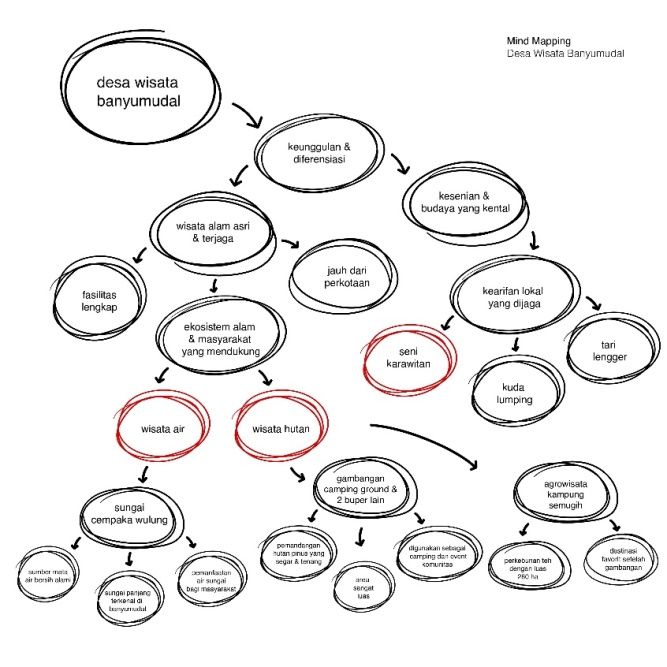 Mind Mapping
Desa Wisata Banyumudal
desa wisata
banyumudal
keunggulan &
diferensiasi
kesenian &
budaya yang kental
wisata alam asri
& terjaga
jauh dari
perkotaan
fasilitas
lengkap
kearifan lokal
yang dijaga
ekosistem alam
& masyarakat
yang mendukung
seni
karawitan
tari
lengger
kuda
lumping
wisata air
wisata hutan
gambangan
camping ground &
2 buper lain
agrowisata
kampung
semugih
sungai
cempaka wulung
pemandangan
hutan pinus yang
segar & tenang
digunakan sebagai
camping dan event
komunitas
perkebunan teh
dengan luas
260 ha
destinasi
favorit setelah
gambangan
sumber mata
air bersih alami
sungai panjang
terkenal di
banyumudal
pemanfaatan
air sungai
bagi masyarakat
area
sangat
luas